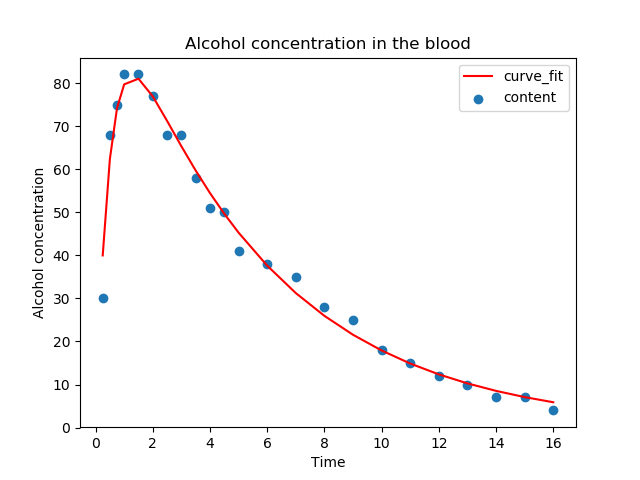 Alcohol concentration in the blood
curve_fit
content
Alcohol concentration
80
70
60
50
40
30
20
10
0
0 2 4 6 8 10 12 14 16
Time